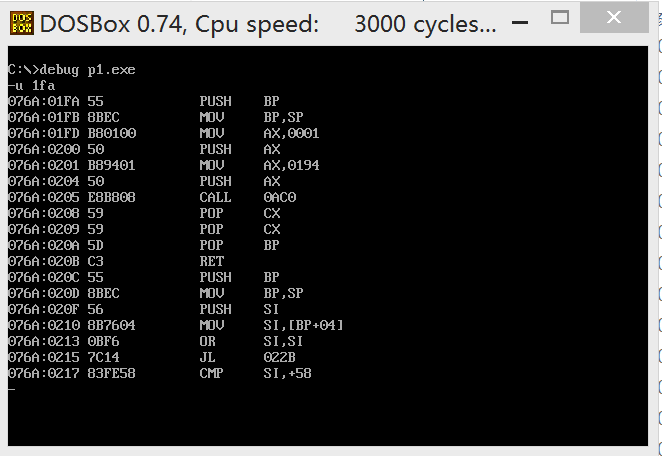 DOS
BOX
DOSBox 0.74, Cpu speed: 3000 cycles...
C:\>debug p1.exe
-u 1fa
076A:01FA 55 PUSH BP
076A:01FB 8BEC MOV BP,SP
076A:01FD B80100 MOV AX,0001
076A:0200 50 PUSH AX
076A:0201 B89401 MOV AX,0194
076A:0204 50 PUSH AX
076A:0205 E8B808 CALL 0AC0
076A:0208 59 POP CX
076A:0209 59 POP CX
076A:020A 5D POP BP
076A:020B C3 RET
076A:020C 55 PUSH BP
076A:020D 8BEC MOV BP,SP
076A:020F 56 PUSH SI
076A:0210 8B7604 MOV SI,[BP+04]
076A:0213 0BF6 OR SI,SI
076A:0215 7C14 JL 022B
076A:0217 83FE58 CMP SI,+58
-